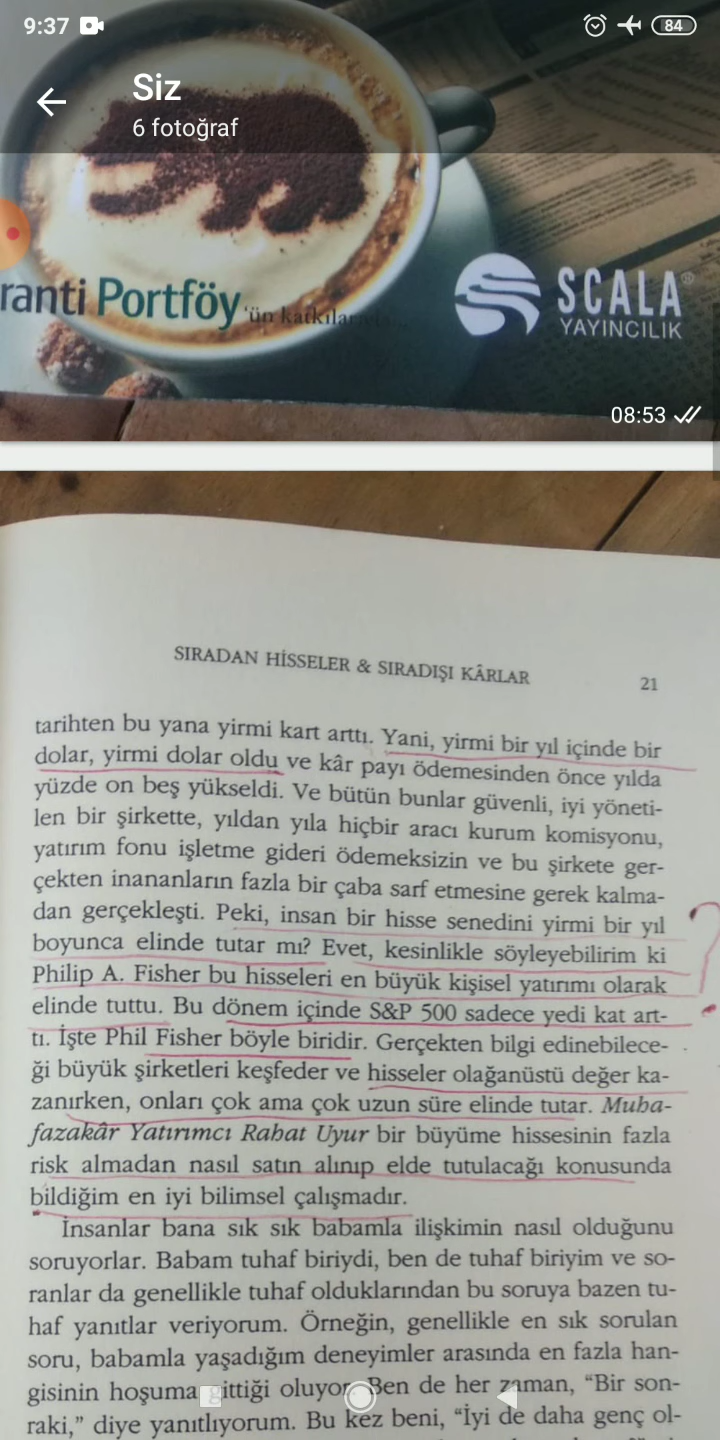 9:37
84
Siz
6 fotoğraf
ranti Portföy'ün katkılarıyla...
SCALA
YAYINCILIK
08:53
SIRADAN HİSSELER & SIRADIŞI KÂRLAR 21
tarihten bu yana yirmi kart arttı. Yani, yirmi bir yıl içinde bir
dolar, yirmi dolar oldu ve kâr payı ödemesinden önce yılda
yüzde on beş yükseldi. Ve bütün bunlar güvenli, iyi yöneti-
len bir şirkette, yıldan yıla hiçbir aracı kurum komisyonu,
yatırım fonu işletme gideri ödemeksizin ve bu şirkete ger-
çekten inananların fazla bir çaba sarf etmesine gerek kalma-
dan gerçekleşti. Peki, insan bir hisse senedini yirmi bir yıl
boyunca elinde tutar mı? Evet, kesinlikle söyleyebilirim ki
Philip A. Fisher bu hisseleri en büyük kişisel yatırımı olarak
elinde tuttu. Bu dönem içinde S&P 500 sadece yedi kat art-
tı. İşte Phil Fisher böyle biridir. Gerçekten bilgi edinebilece-
ği büyük şirketleri keşfeder ve hisseler olağanüstü değer ka-
zanırken, onları çok ama çok uzun süre elinde tutar. Muha-
fazakâr Yatırımcı Rahat Uyur bir büyüme hissesinin fazla
risk almadan nasıl satın alınıp elde tutulacağı konusunda
bildiğim en iyi bilimsel çalışmadır.
İnsanlar bana sık sık babamla ilişkimin nasıl olduğunu
soruyorlar. Babam tuhaf biriydi, ben de tuhaf biriyim ve so-
ranlar da genellikle tuhaf olduklarından bu soruya bazen tu-
haf yanıtlar veriyorum. Örneğin, genellikle en sık sorulan
soru, babamla yaşadığım deneyimler arasında en fazla han-
gisinin hoşuma gittiği oluyor. Ben de her zaman, “Bir son-
raki,” diye yanıtlıyorum. Bu kez beni, “İyi de daha genç ol-